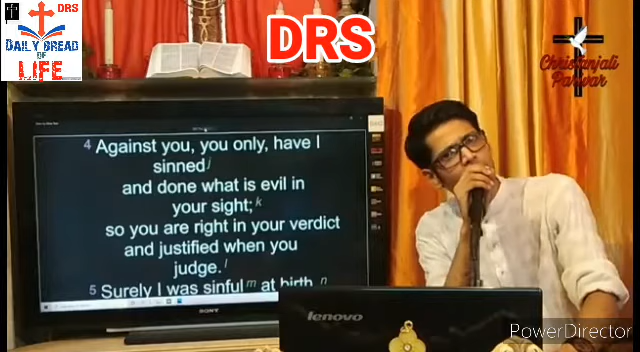 DRS
DAILY BREAD
OF
LIFE
DRS
Christanjali
Parivar
4 Against you, you only, have I
sinned j
and done what is evil in
your sight; k
so you are right in your verdict
and justified when you
judge. l
5 Surely I was sinful m at birth, n
SONY
lenovo
PowerDirector